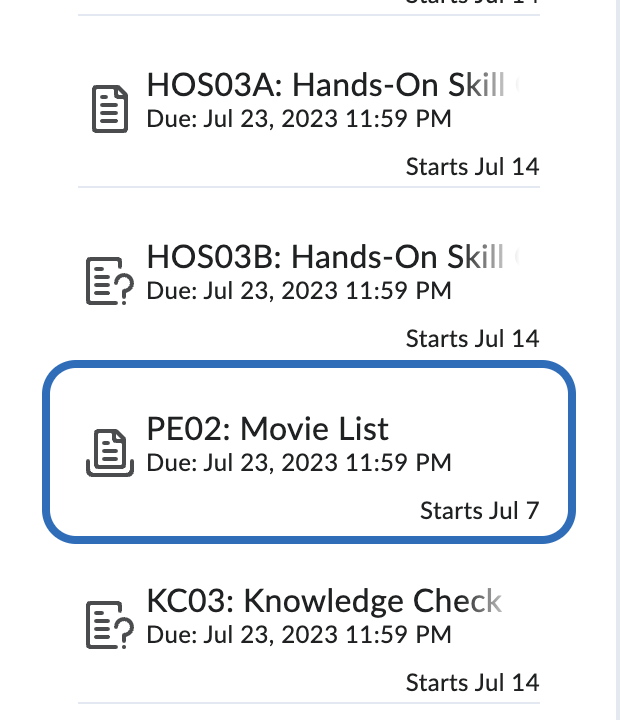 Starts Jul 14
HOS03A: Hands-On Skill
Due: Jul 23, 2023 11:59 PM
Starts Jul 14
HOS03B: Hands-On Skill
Due: Jul 23, 2023 11:59 PM
Starts Jul 14
PE02: Movie List
Due: Jul 23, 2023 11:59 PM
Starts Jul 7
KC03: Knowledge Check
Due: Jul 23, 2023 11:59 PM
Starts Jul 14